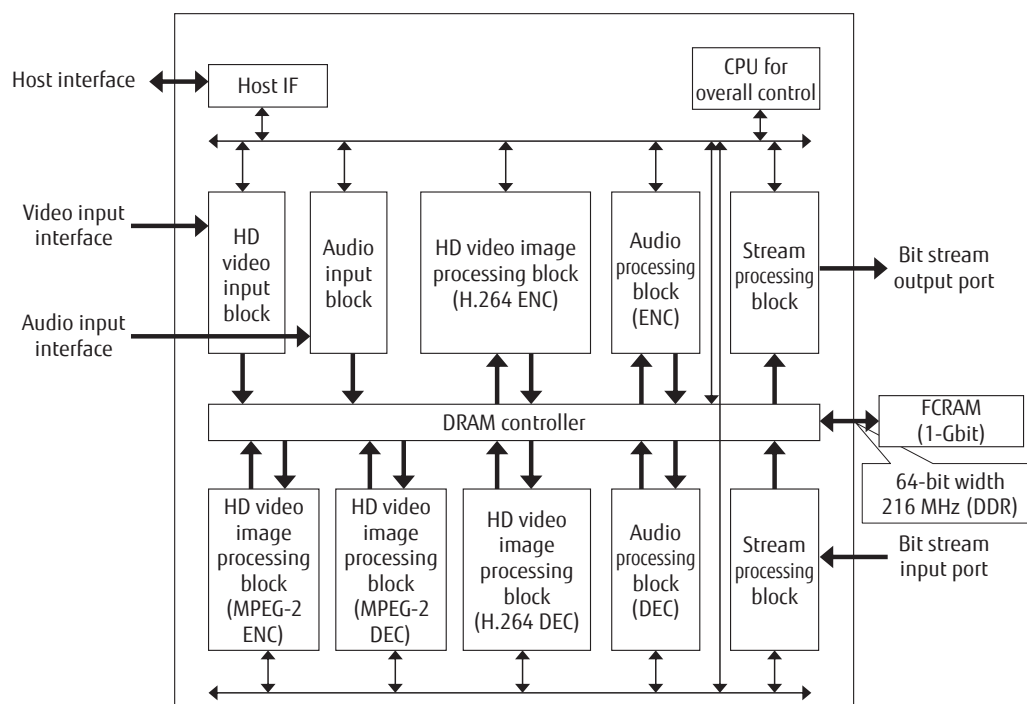 Host interface
Host IF
CPU for
overall control
Video input
interface
Audio input
interface
HD
video
input
block
Audio
input
block
HD video image
processing block
(H.264 ENC)
Audio
processing
block
(ENC)
Stream
processing
block
Bit stream
output port
DRAM controller
FCRAM
(1-Gbit)
64-bit width
216 MHz (DDR)
HD video
image
processing
block
(MPEG-2
ENC)
HD video
image
processing
block
(MPEG-2
DEC)
HD video
image
processing
block
(H.264 DEC)
Audio
processing
block
(DEC)
Stream
processing
block
Bit stream
input port